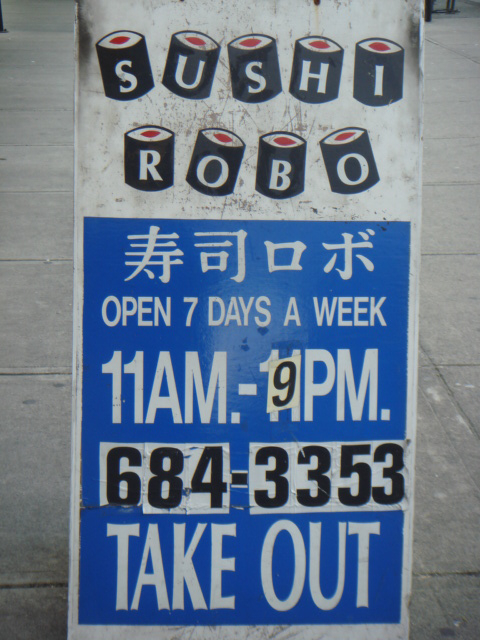 SUSHI
ROBO
寿司ロボ
OPEN 7 DAYS A WEEK
11AM.-9PM.
684-3353
TAKE OUT